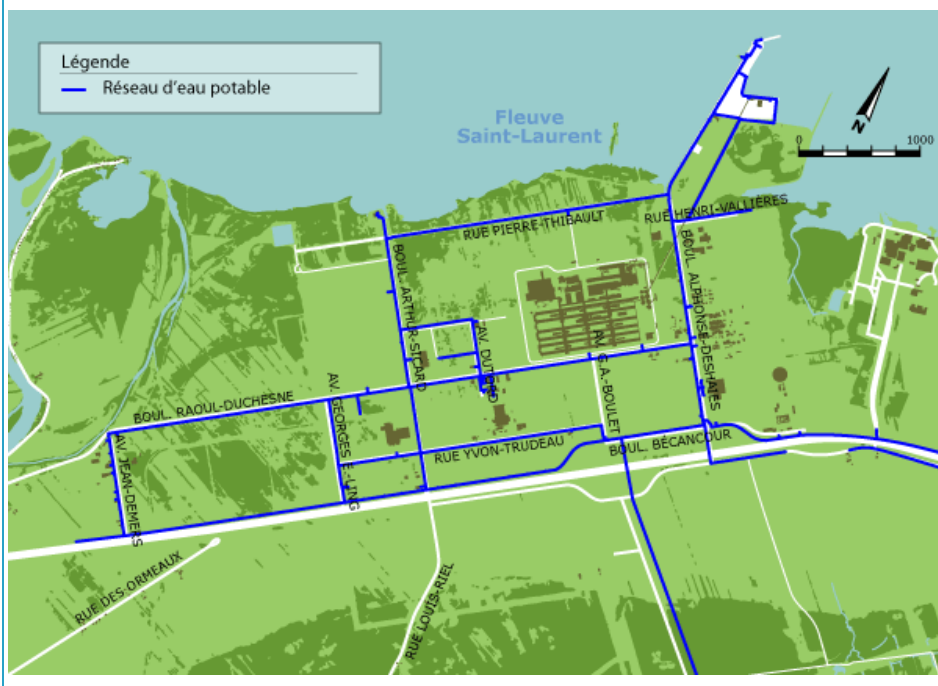 Légende
Réseau d'eau potable
Fleuve
Saint-Laurent
N
0
1000
RUE PIERRE-THIBAULT
RUE HENRI-VALLIÈRES
BOUL. ARTHUR-SICARD
BOUL. ALPHONSE-DESHAIES
AV. DUTORD
AV. G.A.-BOULET
BOUL. RAOUL-DUCHESNE
AV. GEORGES E.-LING
AV. JEAN-DEMERS
RUE YVON-TRUDEAU
BOUL. BÉCANCOUR
RUE DES-ORMEAUX
RUE LOUIS-RIEL